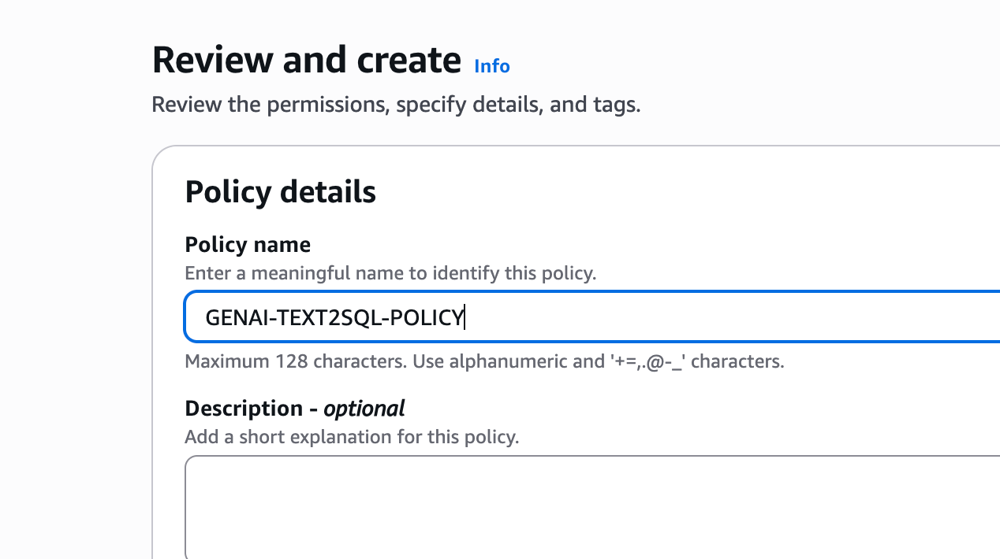 Review and create Info
Review the permissions, specify details, and tags.
Policy details
Policy name
Enter a meaningful name to identify this policy.
GENAI-TEXT2SQL-POLICY
Maximum 128 characters. Use alphanumeric and '+=,.@-_' characters.
Description - optional
Add a short explanation for this policy.